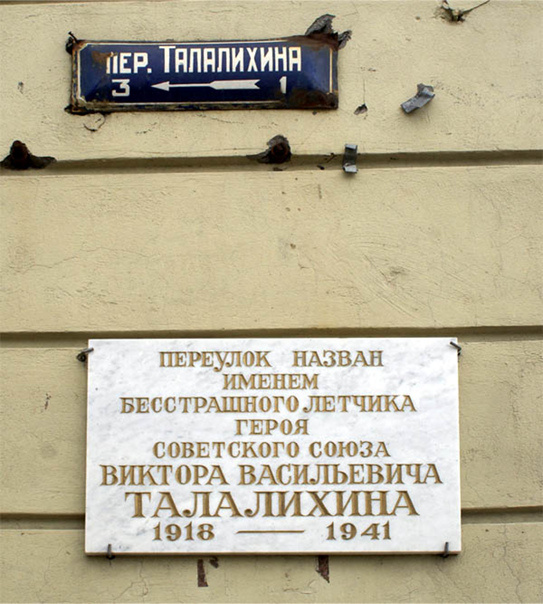 ПЕР. ТАЛАЛИХИНА
3 1
ПЕРЕУЛОК НАЗВАН
ИМЕНЕМ
БЕССТРАШНОГО ЛЕТЧИКА
ГЕРОЯ
СОВЕТСКОГО СОЮЗА
ВИКТОРА ВАСИЛЬЕВИЧА
ТАЛАЛИХИНА
1918 — 1941